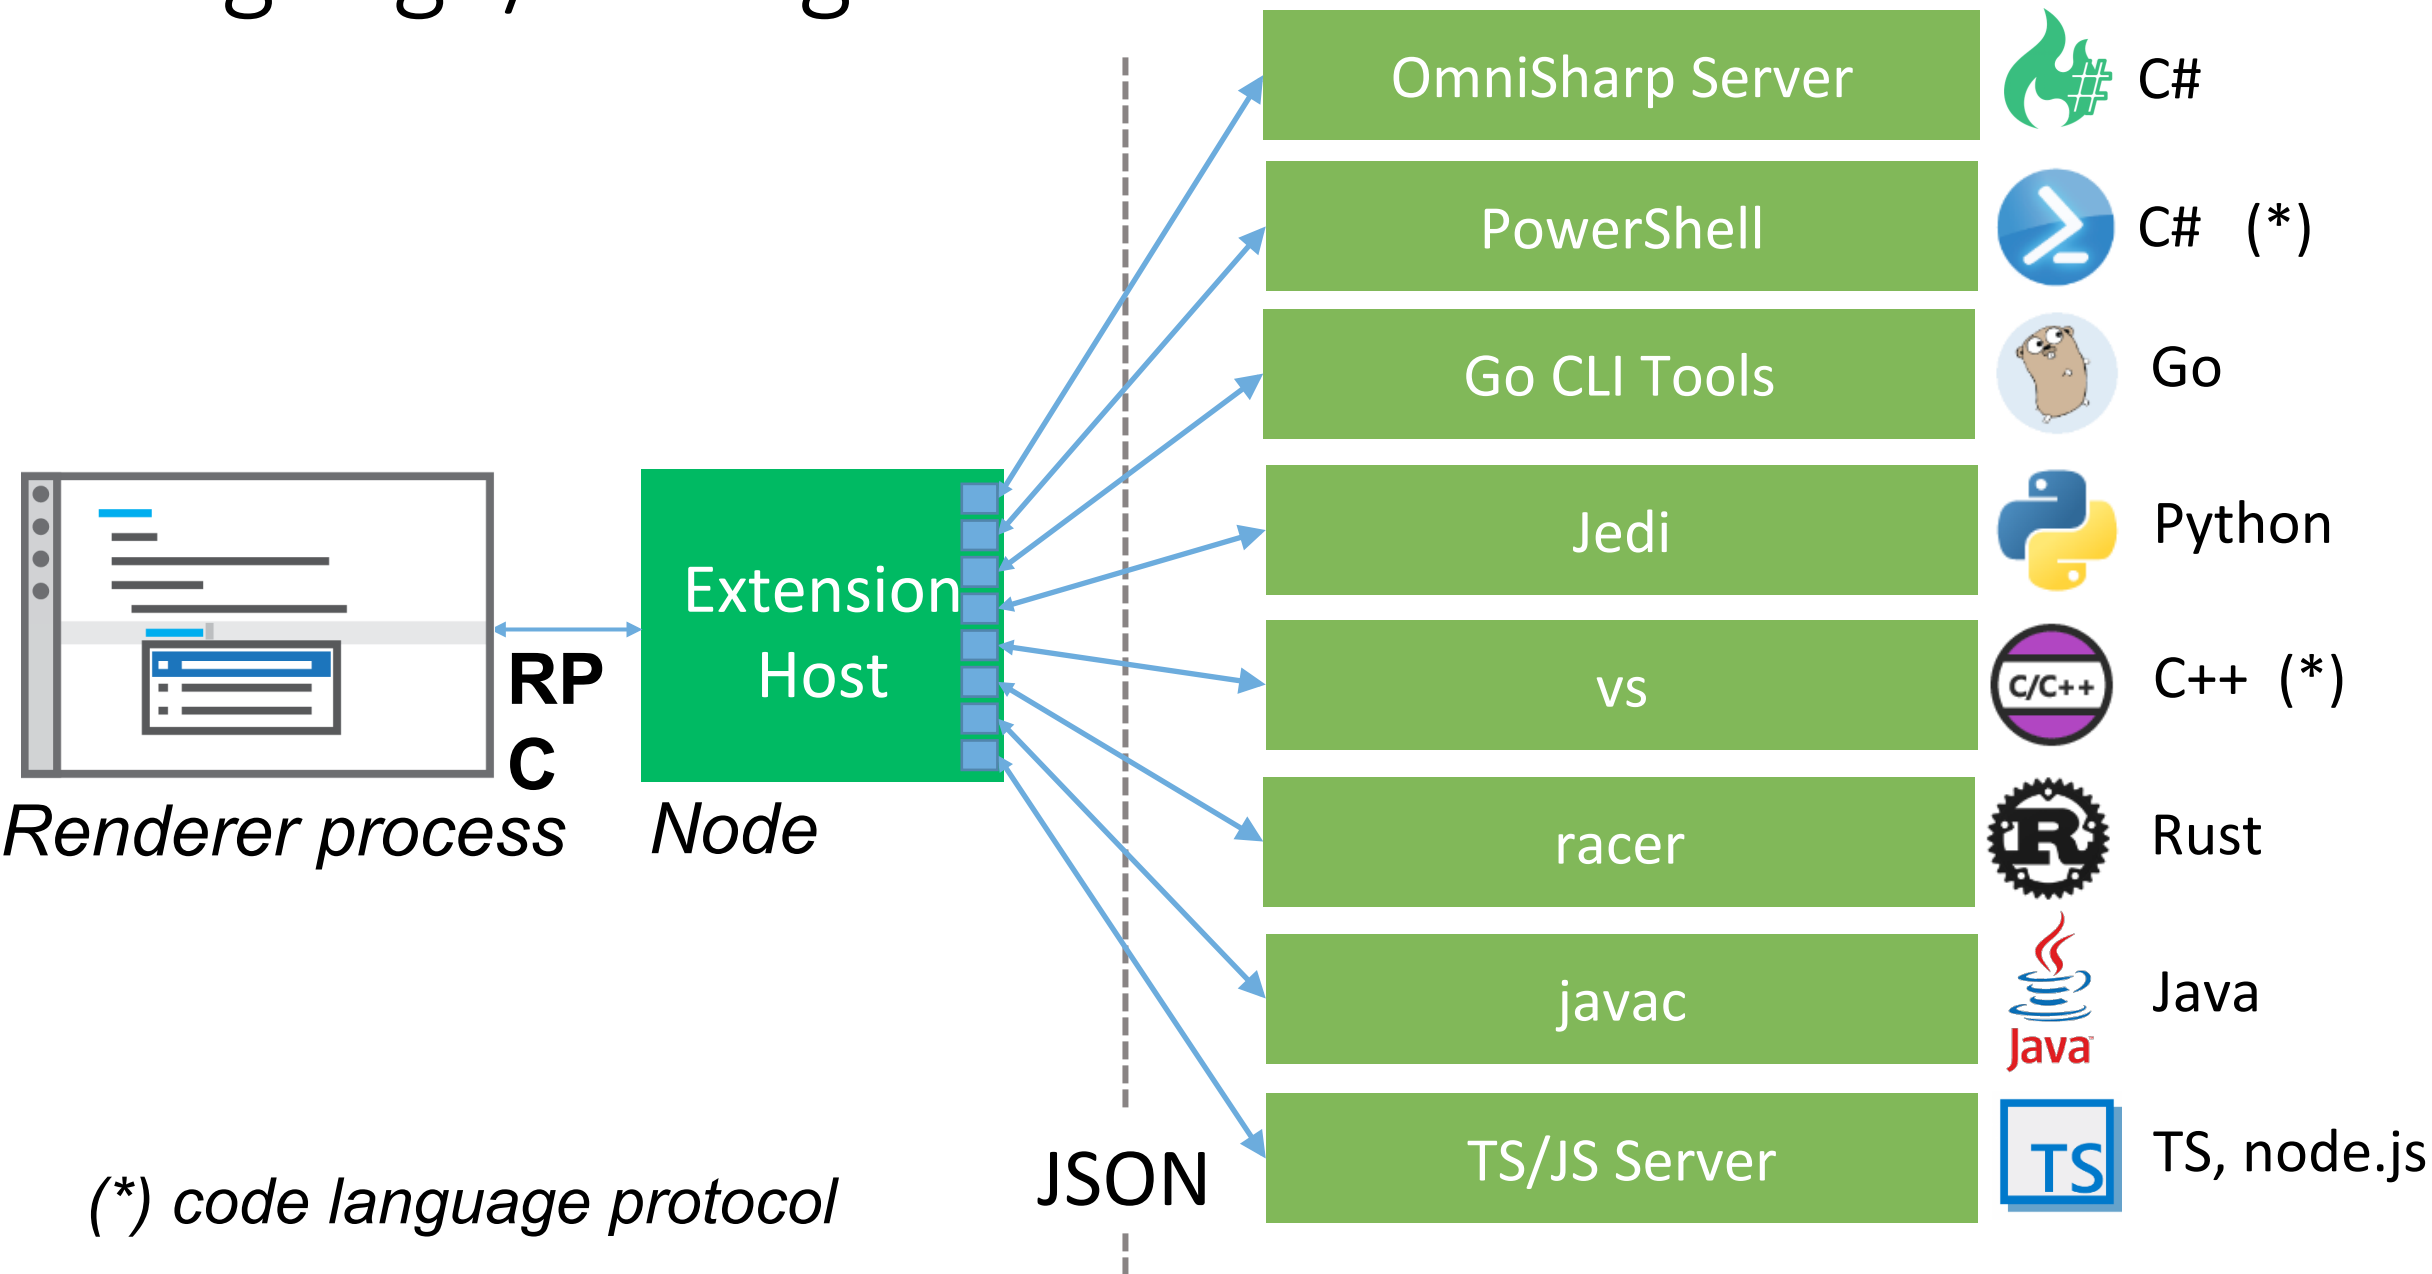 OmniSharp Server
C#
PowerShell
C# (*)
Go CLI Tools
Go
Jedi
Python
Extension
Host
RP
C
vs
C/C++
C++ (*)
Renderer process
Node
racer
R
Rust
javac
Java
Java™
TS/JS Server
TS
TS, node.js
JSON
(*) code language protocol